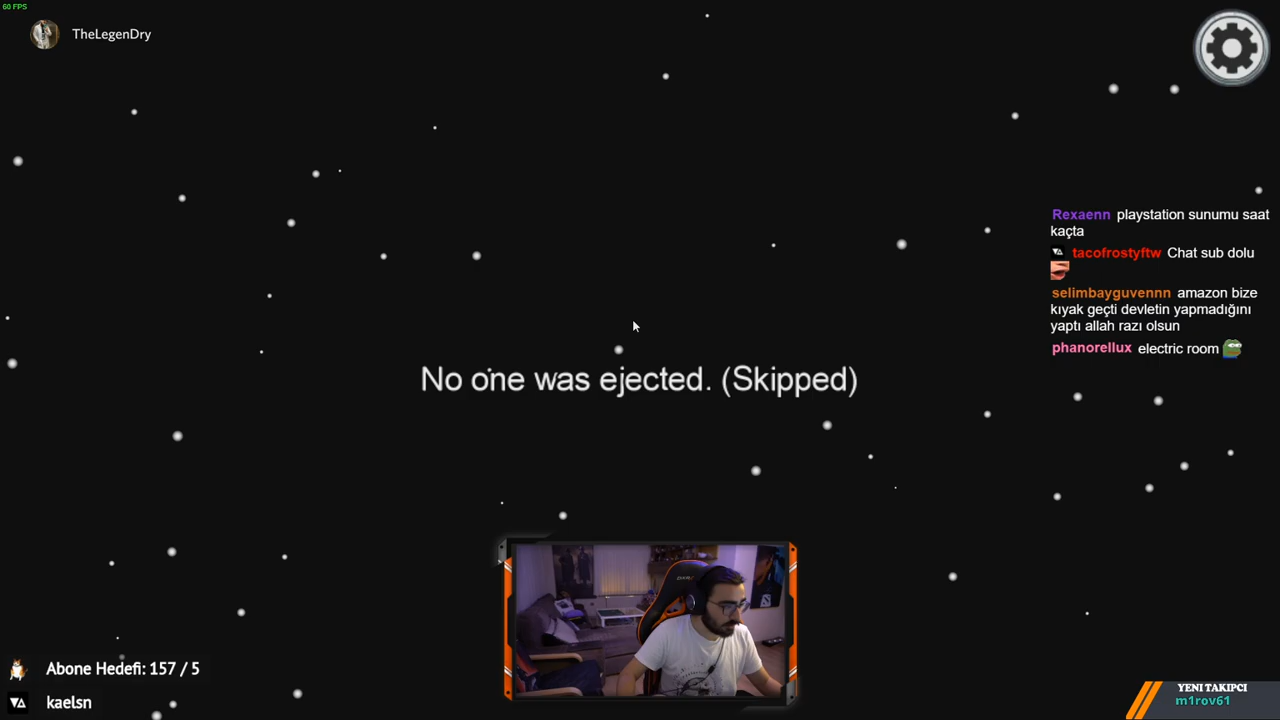 60 FPS
TheLegenDry
Rexaenn playstation sunumu saat
kaçta
tacofrostyftw Chat sub dolu
selimbayguvennn amazon bize
kıyak geçti devletin yapmadığını
yaptı allah razı olsun
phanorellux electric room
No one was ejected. (Skipped)
Abone Hedefi: 157 / 5
kaelsn
YENI TAKIPCI
m1rov61